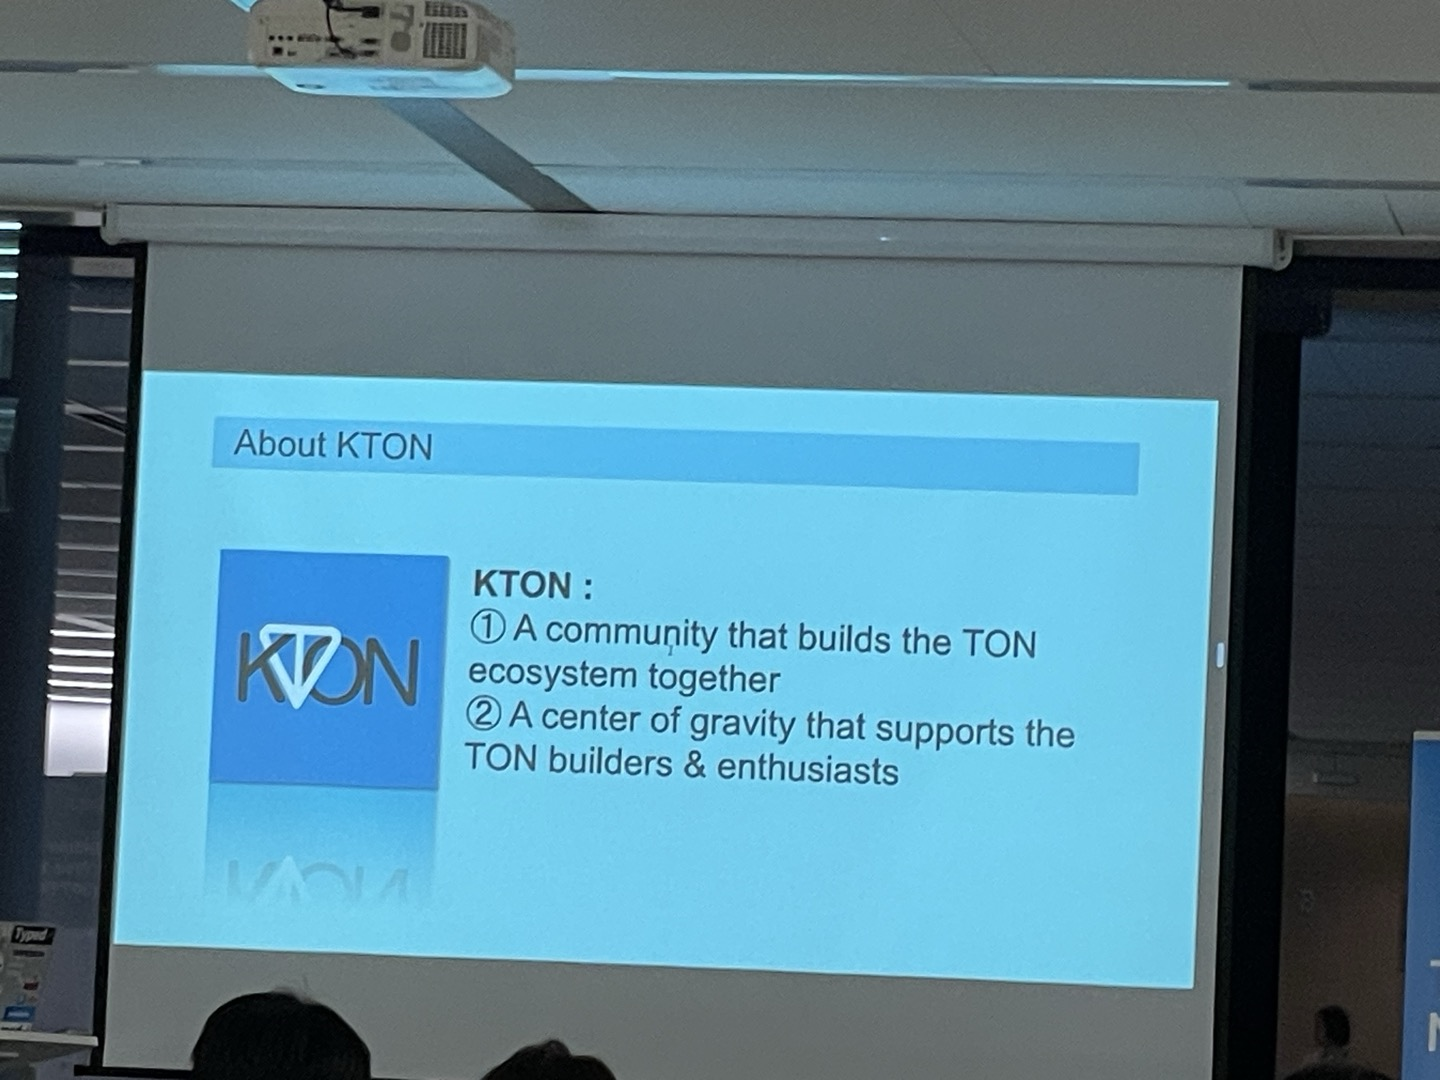 About KTON
KTON
KTON :
① A community that builds the TON
ecosystem together
② A center of gravity that supports the
TON builders & enthusiasts
Typed